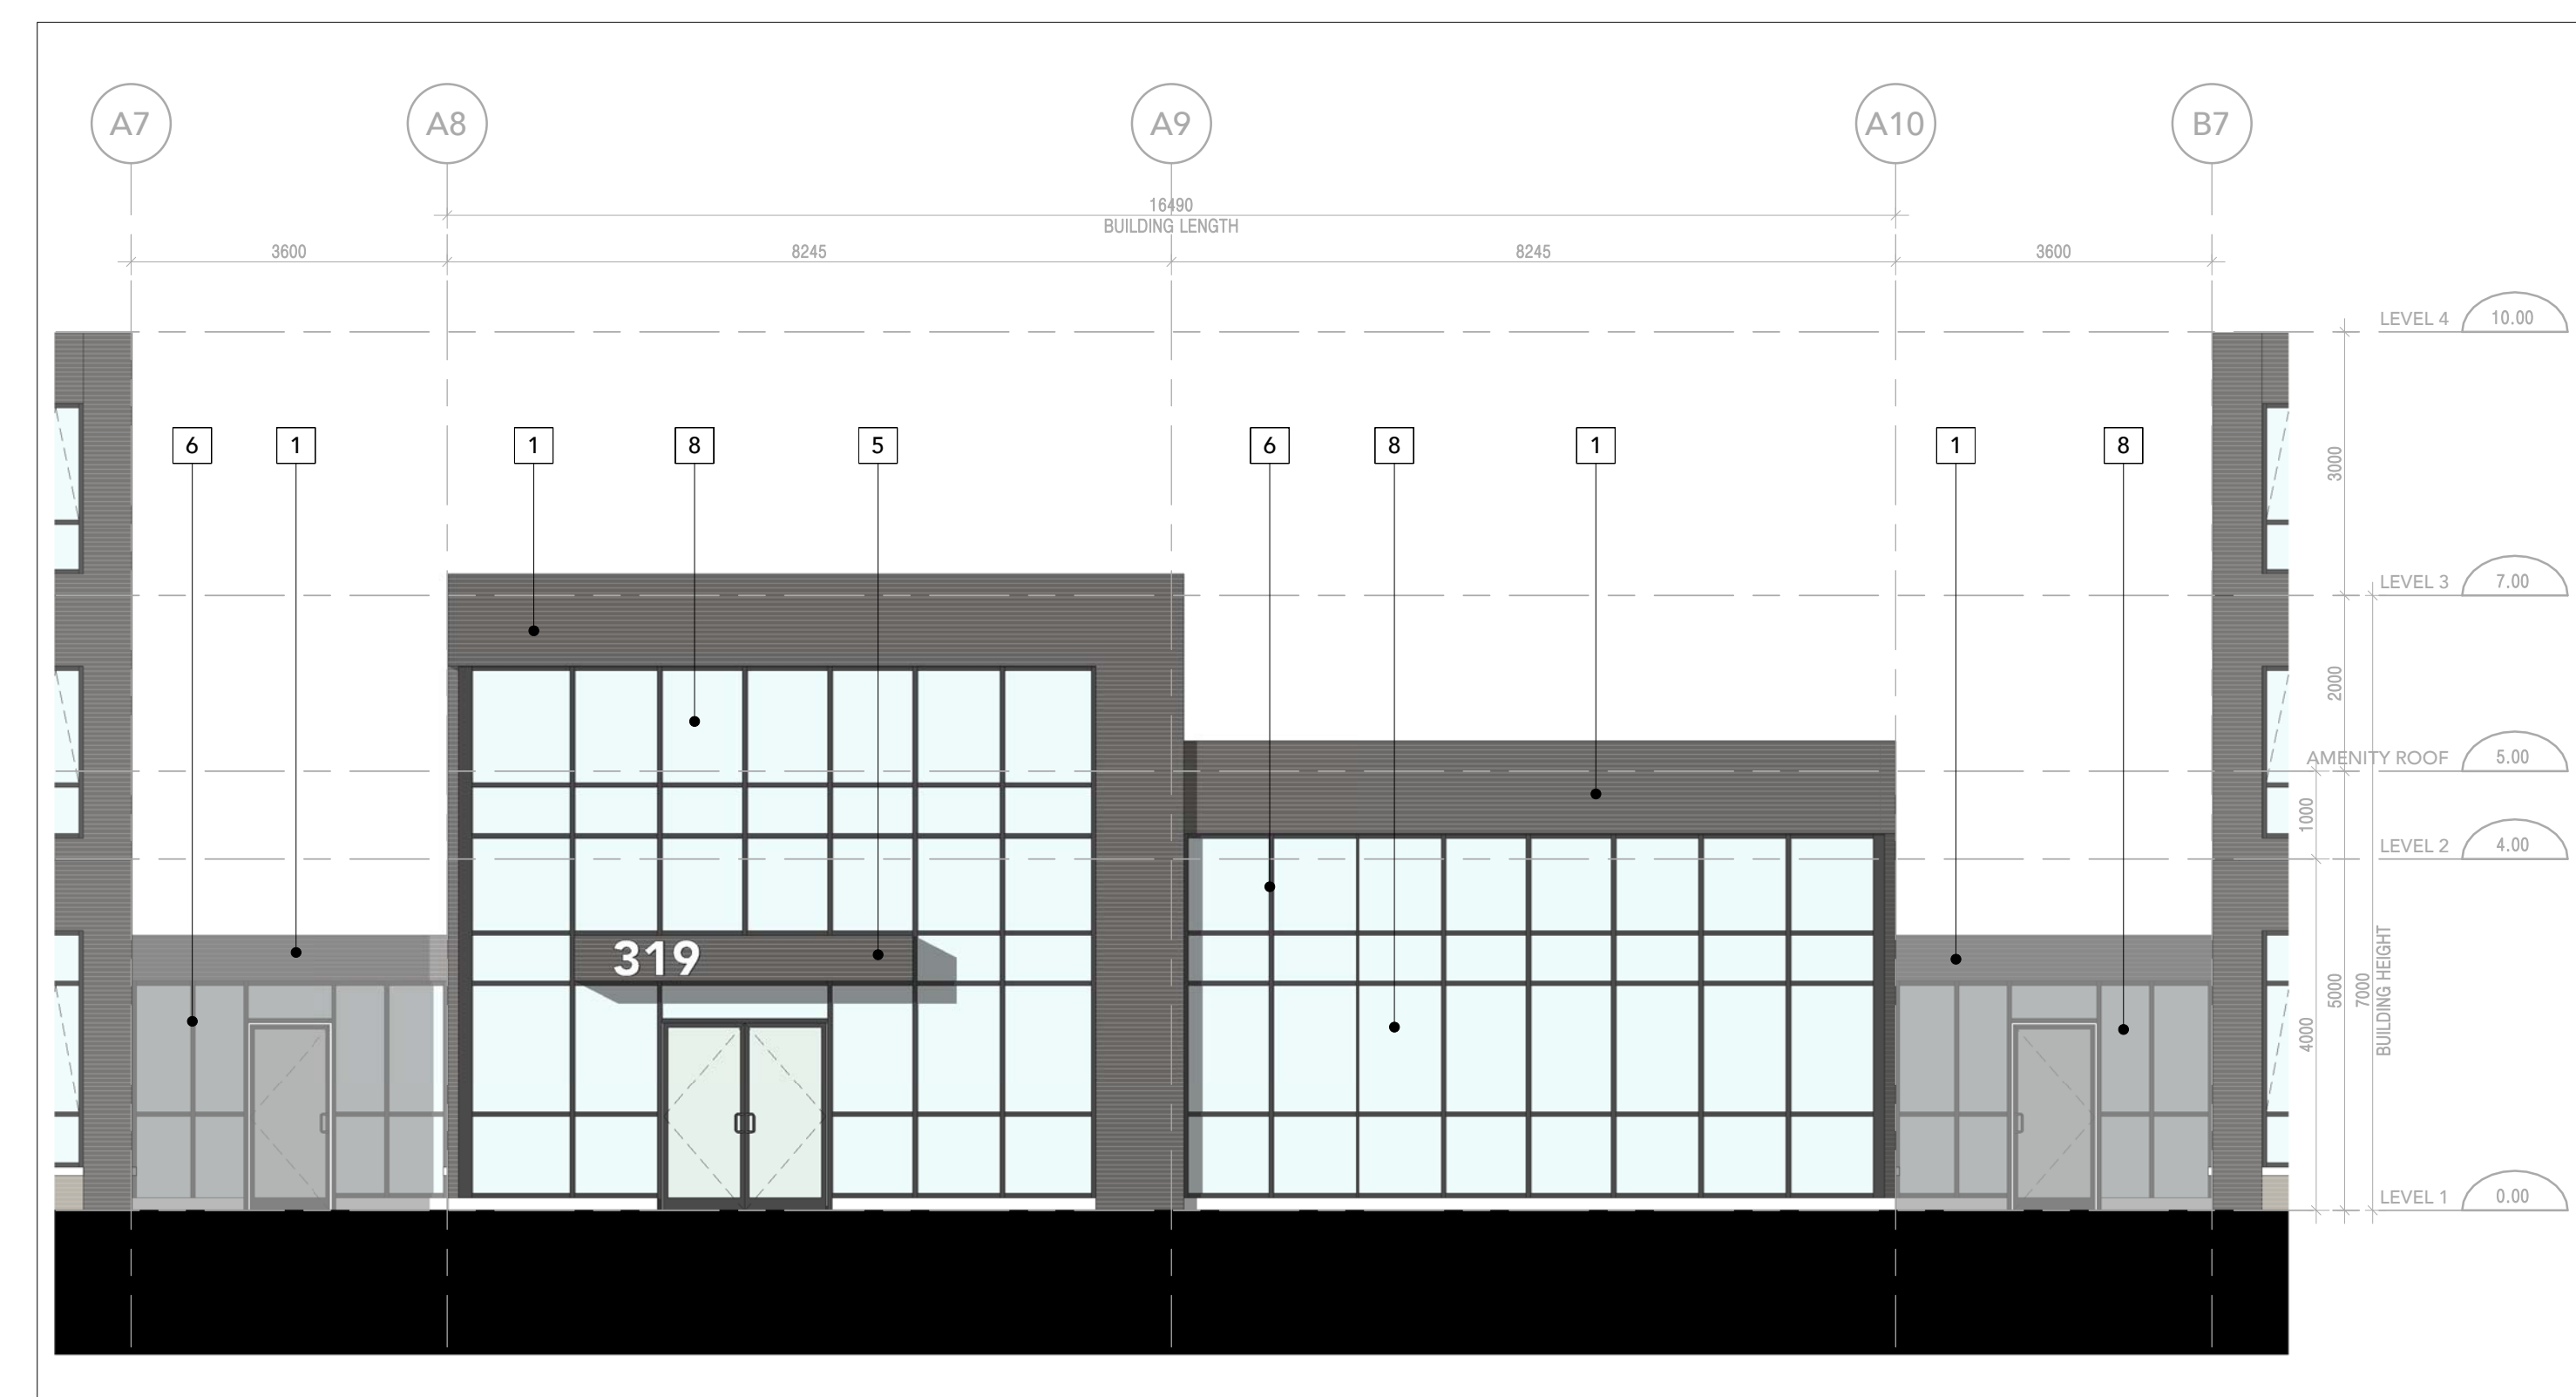 A7
A8
A9
A10
B7
16490
BUILDING LENGTH
3600
8245
8245
3600
LEVEL 4
10.00
6
1
1
8
5
6
8
1
1
8
3000
LEVEL 3
7.00
2000
AMENITY ROOF
5.00
1000
LEVEL 2
4.00
319
4000
5000
7000
BUILDING HEIGHT
LEVEL 1
0.00